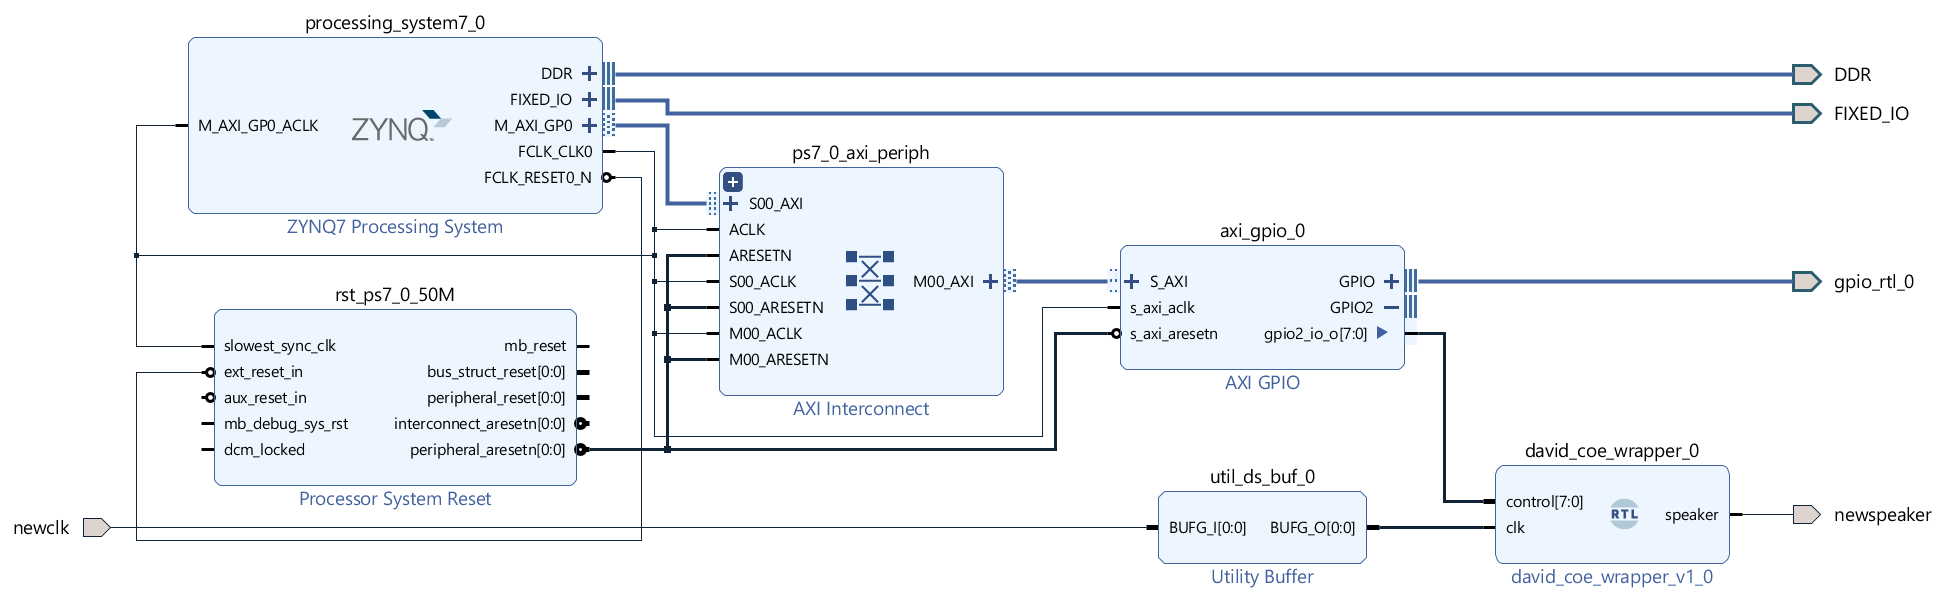 processing_system7_0
DDR
FIXED_IO
M_AXI_GP0_ACLK
ZYNQ
M_AXI_GP0
FCLK_CLK0
FCLK_RESET0_N
ZYNQ7 Processing System
DDR
FIXED_IO
ps7_0_axi_periph
S00_AXI
ACLK
ARESETN
S00_ACLK
M00_AXI
S00_ARESETN
M00_ACLK
M00_ARESETN
AXI Interconnect
axi_gpio_0
S_AXI
GPIO
s_axi_aclk
GPIO2
s_axi_aresetn
gpio2_io_o[7:0]
AXI GPIO
gpio_rtl_0
rst_ps7_0_50M
slowest_sync_clk
mb_reset
ext_reset_in
bus_struct_reset[0:0]
aux_reset_in
peripheral_reset[0:0]
mb_debug_sys_rst
interconnect_aresetn[0:0]
dcm_locked
peripheral_aresetn[0:0]
Processor System Reset
newclk
util_ds_buf_0
BUFG_I[0:0]
BUFG_O[0:0]
Utility Buffer
david_coe_wrapper_0
control[7:0]
RTL
speaker
clk
david_coe_wrapper_v1_0
newspeaker